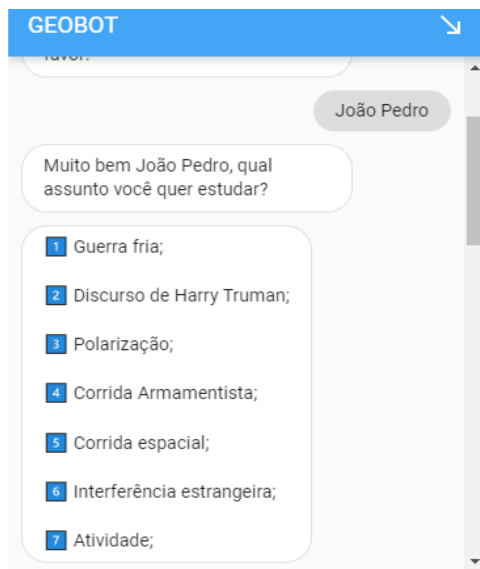 GEOBOT
favor?
João Pedro
Muito bem João Pedro, qual
assunto você quer estudar?
1 Guerra fria;
2 Discurso de Harry Truman;
3 Polarização;
4 Corrida Armamentista;
5 Corrida espacial;
6 Interferência estrangeira;
7 Atividade;